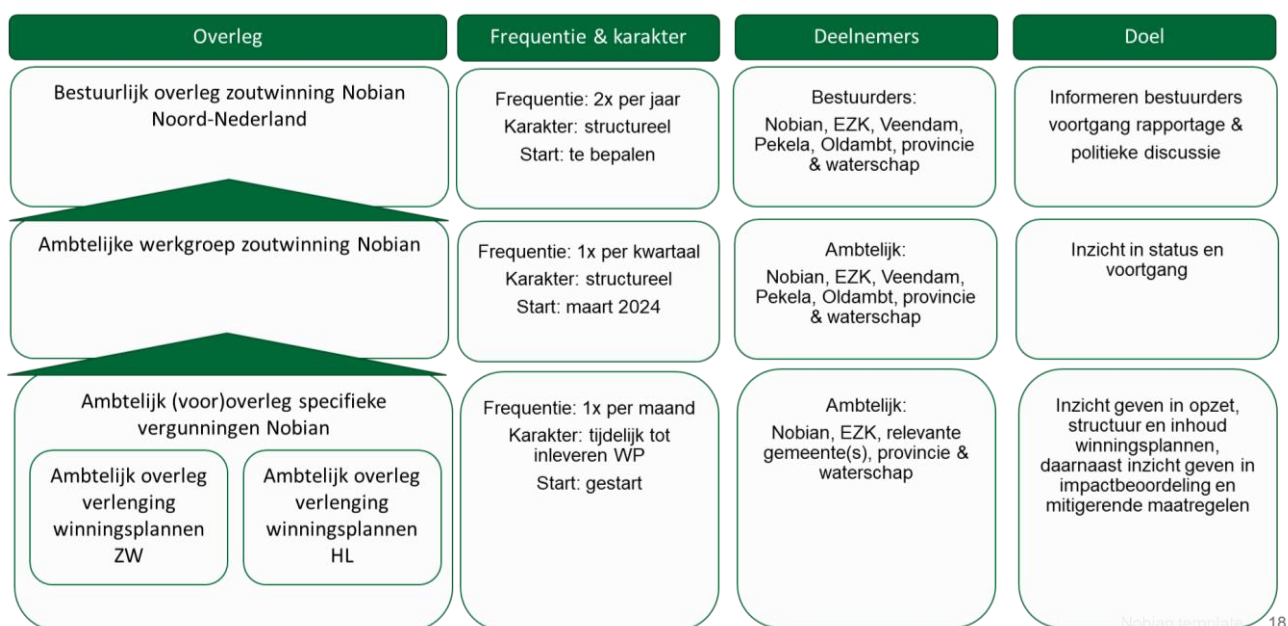 Overleg
Frequentie & karakter
Deelnemers
Doel
Bestuurlijk overleg zoutwinning Nobian
Noord-Nederland
Frequentie: 2x per jaar
Karakter: structureel
Start: te bepalen
Bestuurders:
Nobian, EZK, Veendam,
Pekela, Oldambt, provincie
& waterschap
Informeren bestuurders
voortgang rapportage &
politieke discussie
Ambtelijke werkgroep zoutwinning Nobian
Frequentie: 1x per kwartaal
Karakter: structureel
Start: maart 2024
Ambtelijk:
Nobian, EZK, Veendam,
Pekela, Oldambt, provincie
& waterschap
Inzicht in status en
voortgang
Ambtelijk (voor)overleg specifieke
vergunningen Nobian
Ambtelijk overleg
verlenging
winningsplannen
ZW
Ambtelijk overleg
verlenging
winningsplannen
HL
Frequentie: 1x per maand
Karakter: tijdelijk tot
inleveren WP
Start: gestart
Ambtelijk:
Nobian, EZK, relevante
gemeente(s), provincie &
waterschap
Inzicht geven in opzet,
structuur en inhoud
winningsplannen,
daarnaast inzicht geven in
impactbeoordeling en
mitigerende maatregelen
Nobian template
18